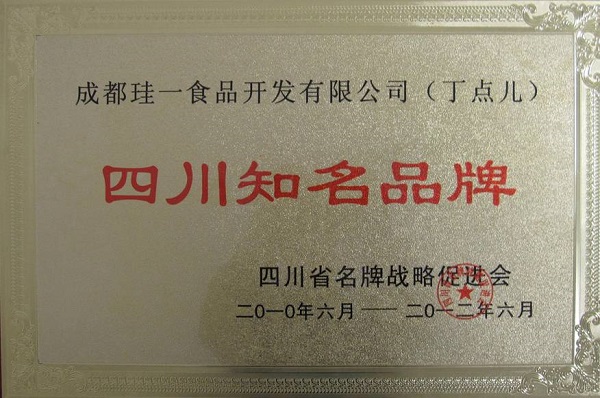 成都珪一食品开发有限公司（丁点儿）
四川知名品牌
四川省名牌战略促进会
二〇一〇年六月——二〇一二年六月